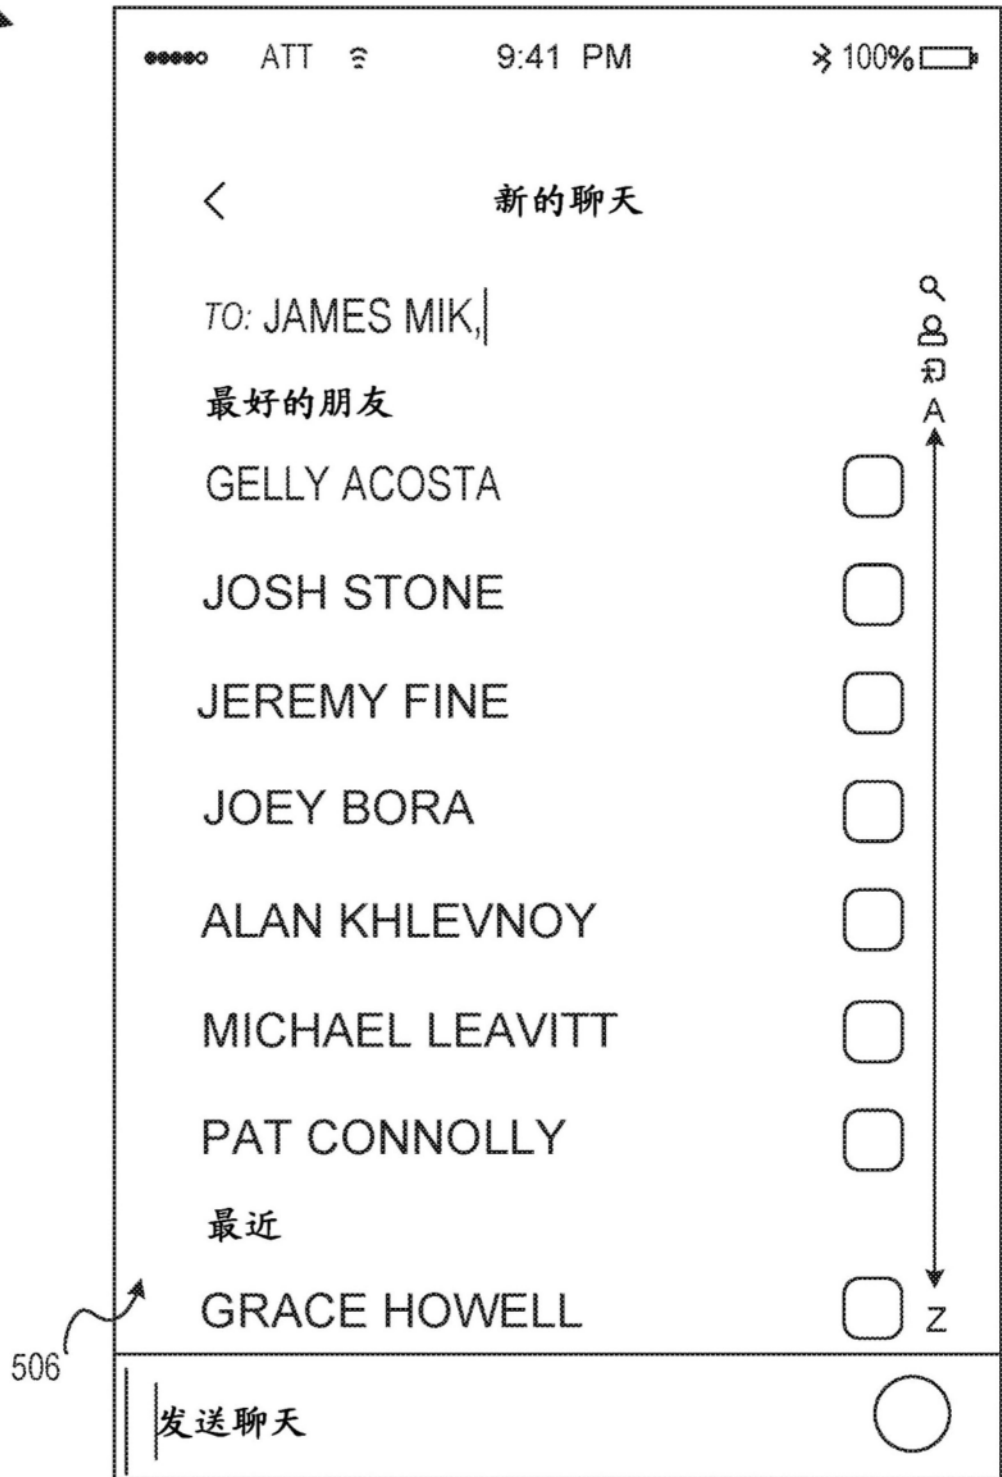 ATT 9:41 PM 100%
新的聊天
TO: JAMES MIK,
最好的朋友
A
GELLY ACOSTA
JOSH STONE
JEREMY FINE
JOEY BORA
ALAN KHLEVNOY
MICHAEL LEAVITT
PAT CONNOLLY
最近
GRACE HOWELL
Z
506
发送聊天